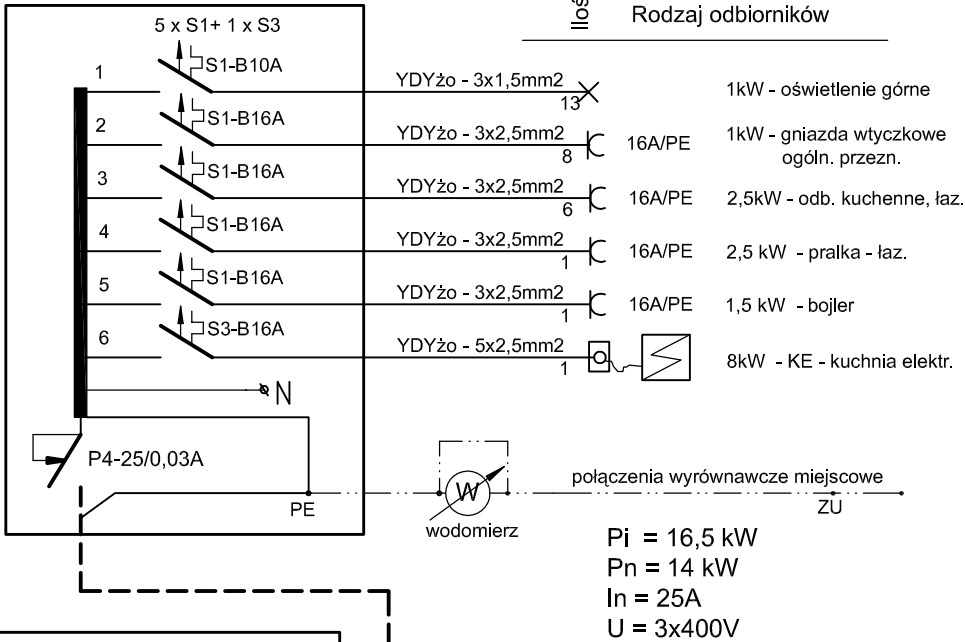 5 x S1+ 1 x S3
Rodzaj odbiorników
1 S1-B10A YDYżo - 3x1,5mm2 13 1kW - oświetlenie górne
2 S1-B16A YDYżo - 3x2,5mm2 8 16A/PE 1kW - gniazda wtyczkowe
ogóln. przezn.
3 S1-B16A YDYżo - 3x2,5mm2 6 16A/PE 2,5kW - odb. kuchenne, łaz.
4 S1-B16A YDYżo - 3x2,5mm2 1 16A/PE 2,5 kW - pralka - łaz.
5 S1-B16A YDYżo - 3x2,5mm2 1 16A/PE 1,5 kW - bojler
6 S3-B16A YDYżo - 5x2,5mm2 1 8kW - KE - kuchnia elektr.
N
P4-25/0,03A
W
połączenia wyrównawcze miejscowe
PE
ZU
wodomierz
Pi = 16,5 kW
Pn = 14 kW
In = 25A
U = 3x400V